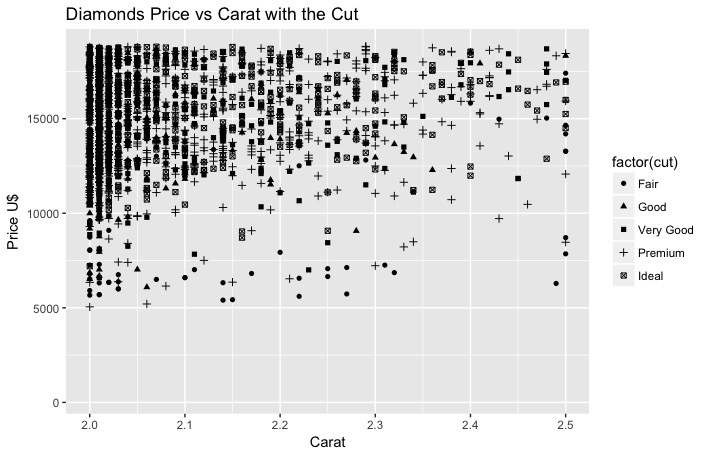 Diamonds Price vs Carat with the Cut
Price U$
15000
10000
5000
0
2.0 2.1 2.2 2.3 2.4 2.5
Carat
factor(cut)
Fair
Good
Very Good
Premium
Ideal